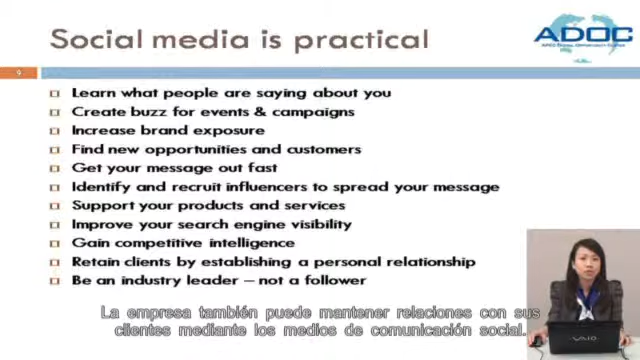 Social media is practical
ADOC
APEC Digital Opportunity Center
9
Learn what people are saying about you
Create buzz for events & campaigns
Increase brand exposure
Find new opportunities and customers
Get your message out fast
Identify and recruit influencers to spread your message
Support your products and services
Improve your search engine visibility
Gain competitive intelligence
Retain clients by establishing a personal relationship
Be an industry leader – not a follower
La empresa también puede mantener relaciones con sus
clientes mediante los medios de comunicación social.
VAIO